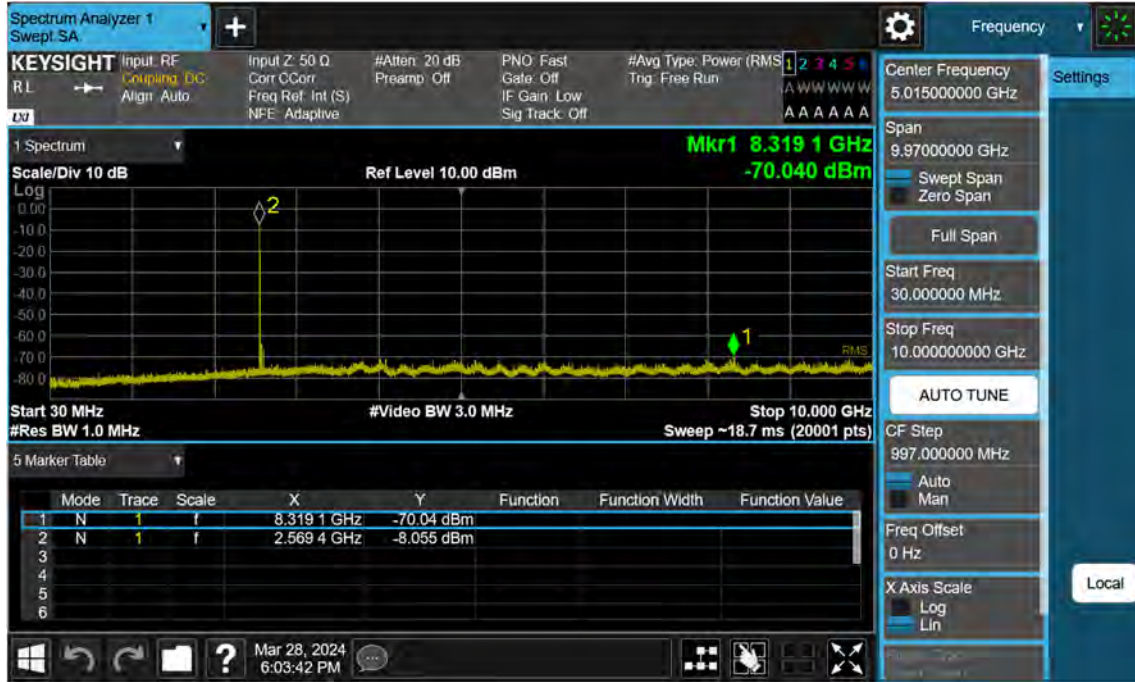 Spectrum Analyzer 1
Swept SA
+
Frequency
KEYSIGHT
Input: RF
Input Z: 50 Ω
#Atten: 20 dB
PNO: Fast
#Avg Type: Power (RMS
1 2 3 4 5 6
RL
Coupling: DC
Corr CCorr
Preamp: Off
Gate: Off
Trig: Free Run
A W W W W W
Align: Auto
Freq Ref: Int (S)
IF Gain: Low
NFE: Adaptive
Sig Track: Off
A A A A A A
LXI
1 Spectrum
Mkr1 8.319 1 GHz
Scale/Div 10 dB
Ref Level 10.00 dBm
-70.040 dBm
Log
0.00
-10.0
-20.0
-30.0
-40.0
-50.0
-60.0
-70.0
-80.0
2
1
RMS
Start 30 MHz
#Video BW 3.0 MHz
Stop 10.000 GHz
#Res BW 1.0 MHz
Sweep ~18.7 ms (20001 pts)
5 Marker Table
Mode Trace Scale X Y Function Function Width Function Value
1 N 1 f 8.319 1 GHz -70.04 dBm
2 N 1 f 2.569 4 GHz -8.055 dBm
3
4
5
6
?
Mar 28, 2024
6:03:42 PM
Center Frequency
5.015000000 GHz
Settings
Span
9.97000000 GHz
Swept Span
Zero Span
Full Span
Start Freq
30.000000 MHz
Stop Freq
10.000000000 GHz
AUTO TUNE
CF Step
997.000000 MHz
Auto
Man
Freq Offset
0 Hz
X Axis Scale
Log
Lin
Local